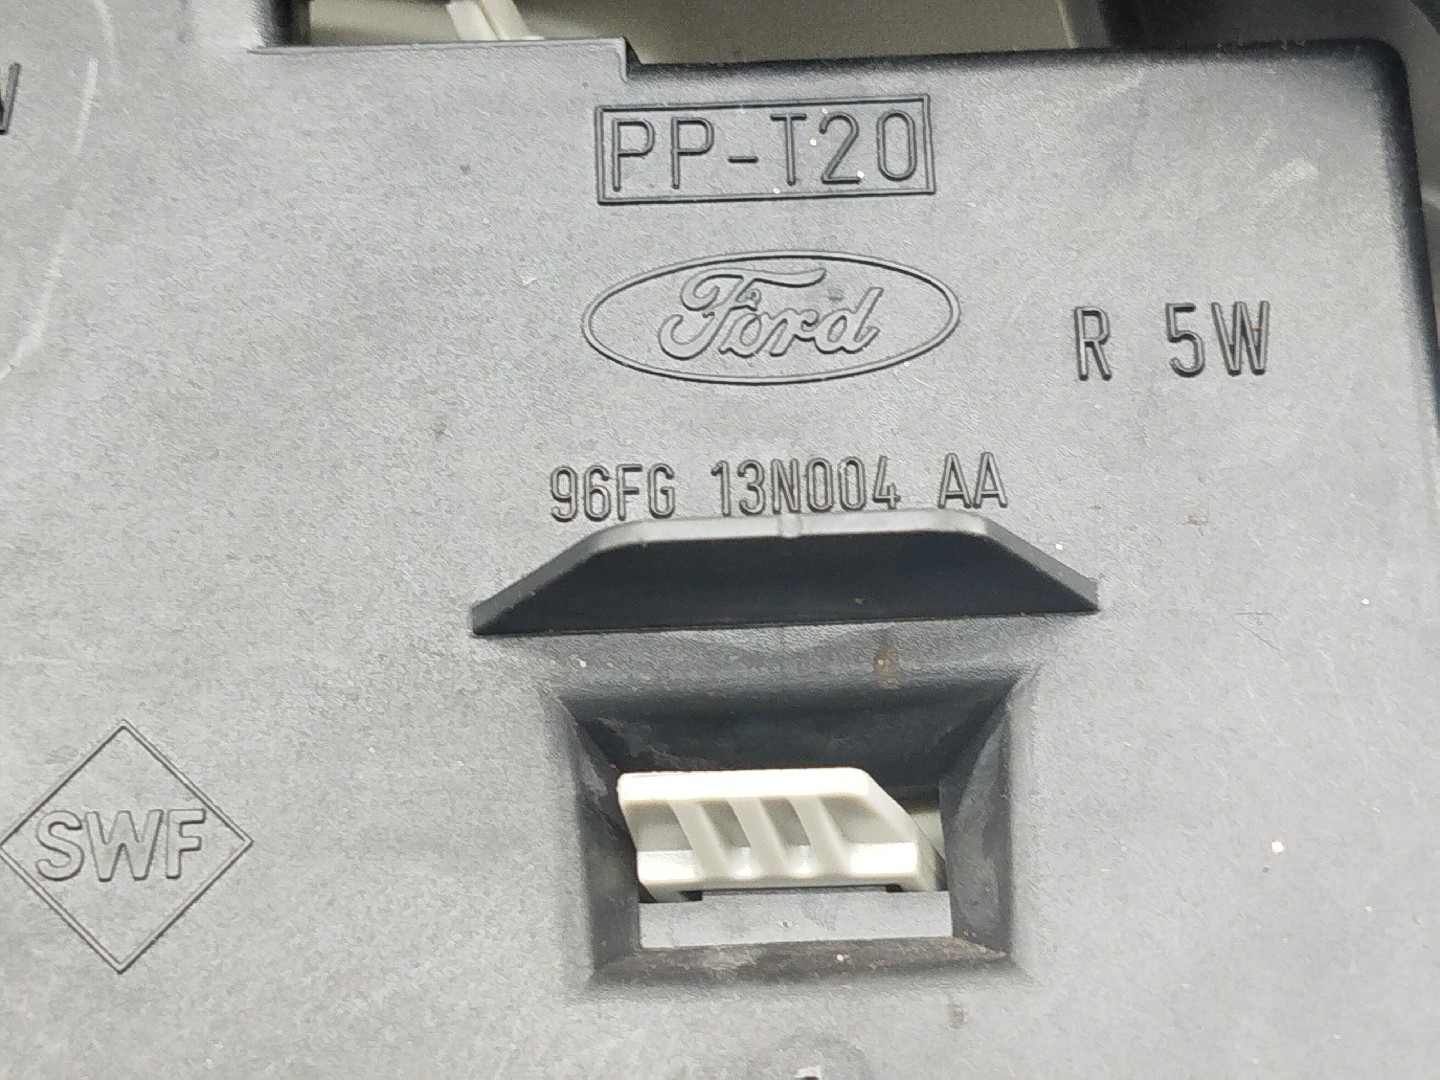 PP-T20
Ford
R 5W
96FG 13N004 AA
SWF